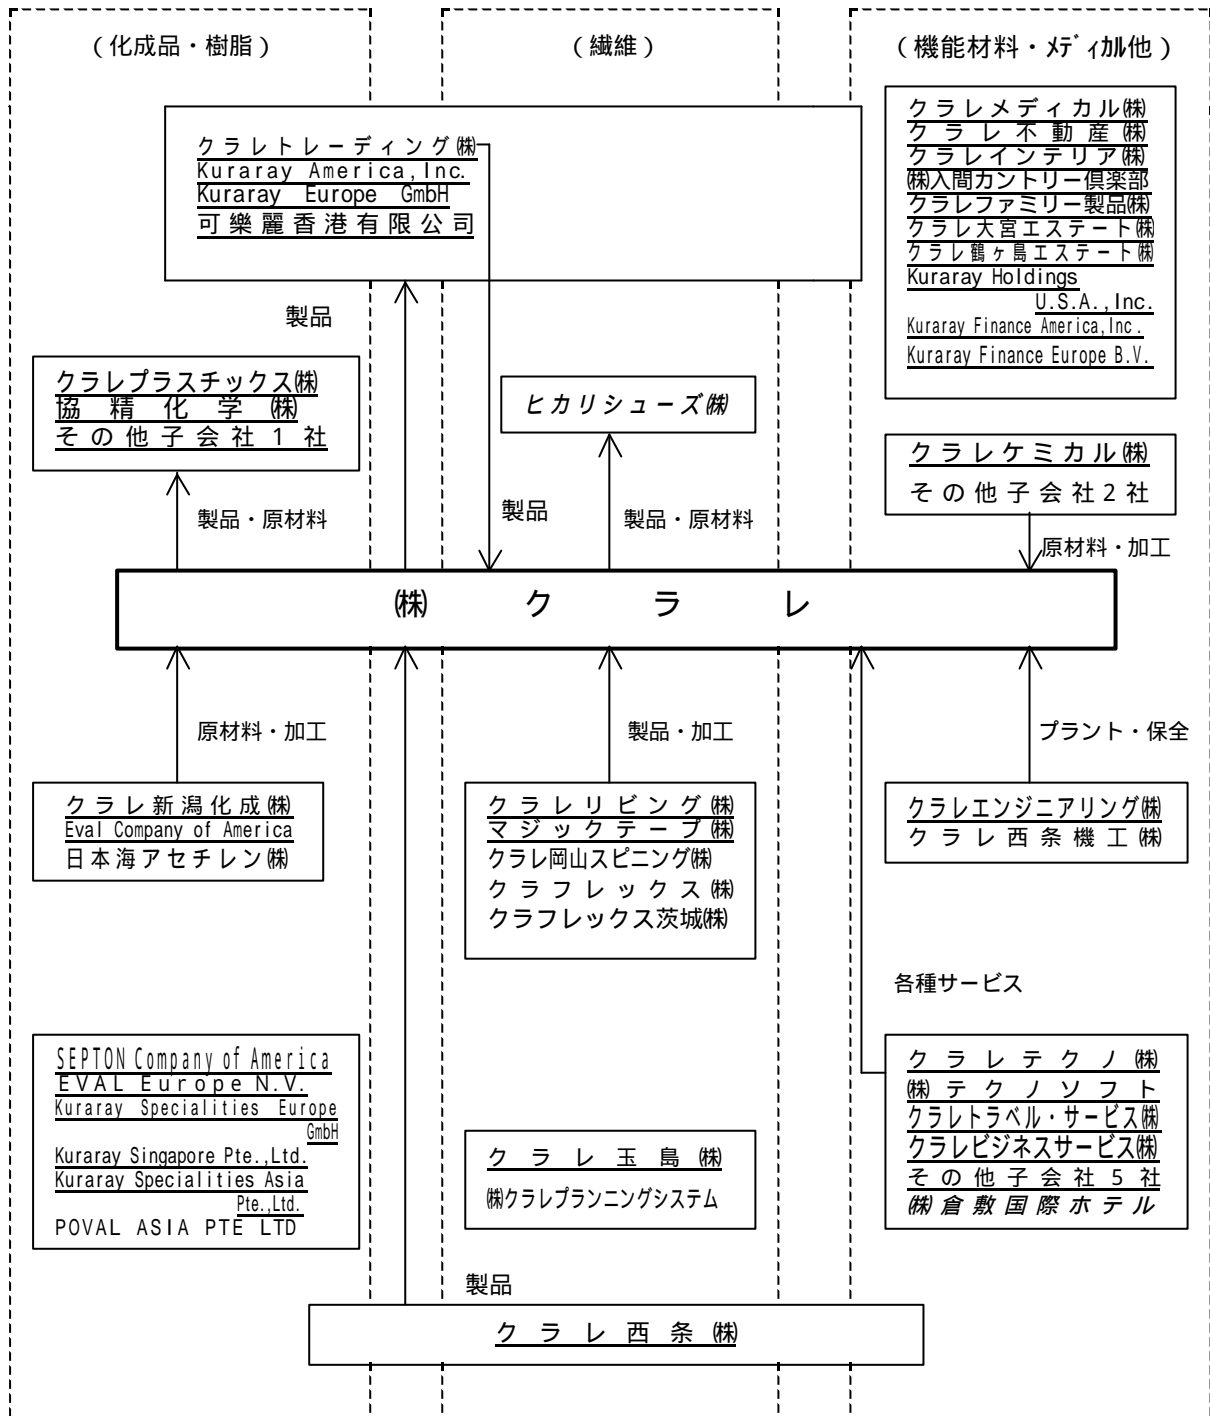 （化成品・樹脂）
（繊維）
（機能材料・ﾒﾃﾞｨｶﾙ他）
クラレトレーディング㈱
Kuraray America,Inc.
Kuraray Europe GmbH
可樂麗香港有限公司
クラレメディカル㈱
クラレ不動産㈱
クラレインテリア㈱
㈱入間カントリー倶楽部
クラレファミリー製品㈱
クラレ大宮エステート㈱
クラレ鶴ヶ島エステート㈱
Kuraray Holdings
U.S.A.,Inc.
Kuraray Finance America,Inc.
Kuraray Finance Europe B.V.
製品
クラレプラスチックス㈱
協精化学㈱
その他子会社1社
ヒカリシューズ㈱
クラレケミカル㈱
その他子会社2社
製品・原材料
製品
製品・原材料
原材料・加工
㈱クラレ
原材料・加工
製品・加工
プラント・保全
クラレ新潟化成㈱
Eval Company of America
日本海アセチレン㈱
クラレリビング㈱
マジックテープ㈱
クラレ岡山スピニング㈱
クラフレックス㈱
クラフレックス茨城㈱
クラレエンジニアリング㈱
クラレ西条機工㈱
各種サービス
SEPTON Company of America
EVAL Europe N.V.
Kuraray Specialities Europe
GmbH
Kuraray Singapore Pte.,Ltd.
Kuraray Specialities Asia
Pte.,Ltd.
POVAL ASIA PTE LTD
クラレ玉島㈱
㈱クラレプランニングシステム
クラレテクノ㈱
㈱テクノソフト
クラレトラベル・サービス㈱
クラレビジネスサービス㈱
その他子会社5社
㈱倉敷国際ホテル
製品
クラレ西条㈱